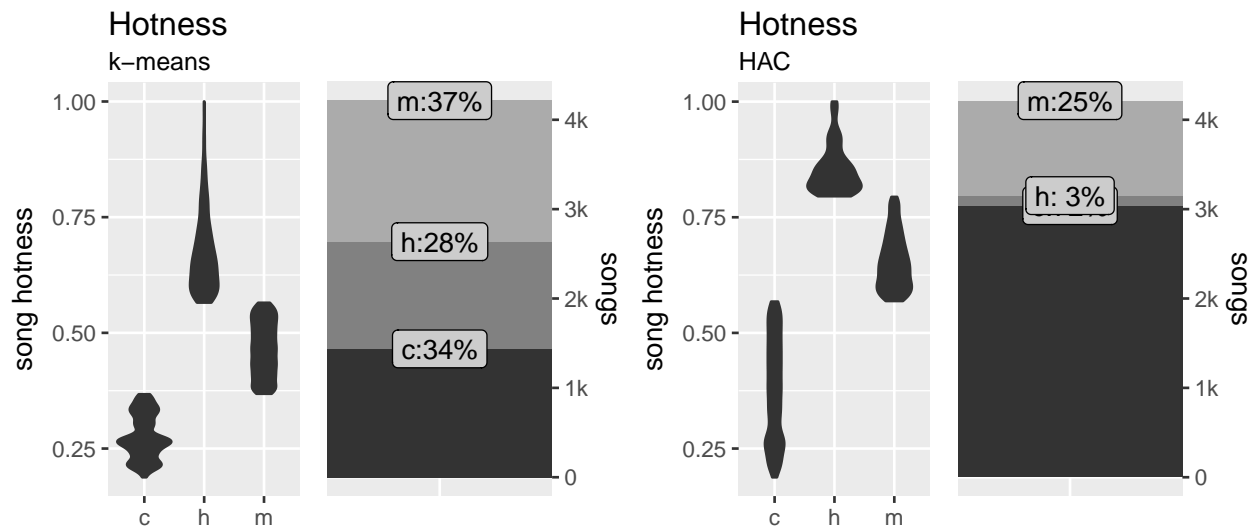 Hotness
k−means
song hotness
1.00
0.75
0.50
0.25
c
h
m
m:37%
h:28%
c:34%
4k
3k
2k
1k
0
songs
Hotness
HAC
song hotness
1.00
0.75
0.50
0.25
c
h
m
m:25%
h: 3%
4k
3k
2k
1k
0
songs